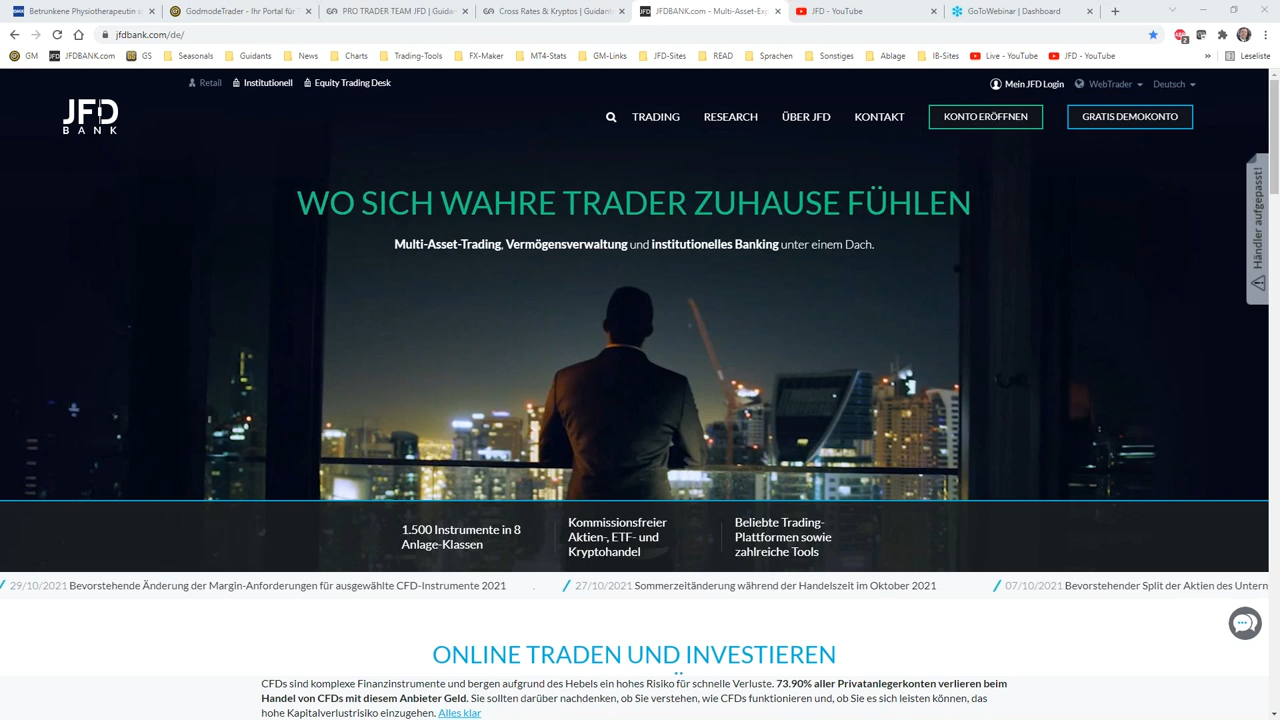 Betrunkene Physiotherapeutin
GodmodeTrader - Ihr Portal für
PRO TRADER TEAM JFD | Guida
Cross Rates & Kryptos | Guidant
JFDBANK.com - Multi-Asset-Exp
JFD - YouTube
GoToWebinar | Dashboard
jfdbank.com/de/
GM
JFDBANK.com
GS
Seasonals
Guidants
News
Charts
Trading-Tools
FX-Maker
MT4-Stats
GM-Links
JFD-Sites
READ
Sprachen
Sonstiges
Ablage
IB-Sites
Live - YouTube
JFD - YouTube
»
Leseliste
Retail
Institutionell
Equity Trading Desk
Mein JFD Login
WebTrader
Deutsch
JFD
BANK
TRADING
RESEARCH
ÜBER JFD
KONTAKT
KONTO ERÖFFNEN
GRATIS DEMOKONTO
Händler aufgepasst!
WO SICH WAHRE TRADER ZUHAUSE FÜHLEN
Multi-Asset-Trading, Vermögensverwaltung und institutionelles Banking unter einem Dach.
1.500 Instrumente in 8
Anlage-Klassen
Kommissionsfreier
Aktien-, ETF- und
Kryptohandel
Beliebte Trading-
Plattformen sowie
zahlreiche Tools
29/10/2021 Bevorstehende Änderung der Margin-Anforderungen für ausgewählte CFD-Instrumente 2021
27/10/2021 Sommerzeitänderung während der Handelszeit im Oktober 2021
07/10/2021 Bevorstehender Split der Aktien des Untern
ONLINE TRADEN UND INVESTIEREN
CFDs sind komplexe Finanzinstrumente und bergen aufgrund des Hebels ein hohes Risiko für schnelle Verluste. 73.90% aller Privatanlegerkonten verlieren beim
Handel von CFDs mit diesem Anbieter Geld. Sie sollten darüber nachdenken, ob Sie verstehen, wie CFDs funktionieren und, ob Sie es sich leisten können, das
hohe Kapitalverlustrisiko einzugehen. Alles klar